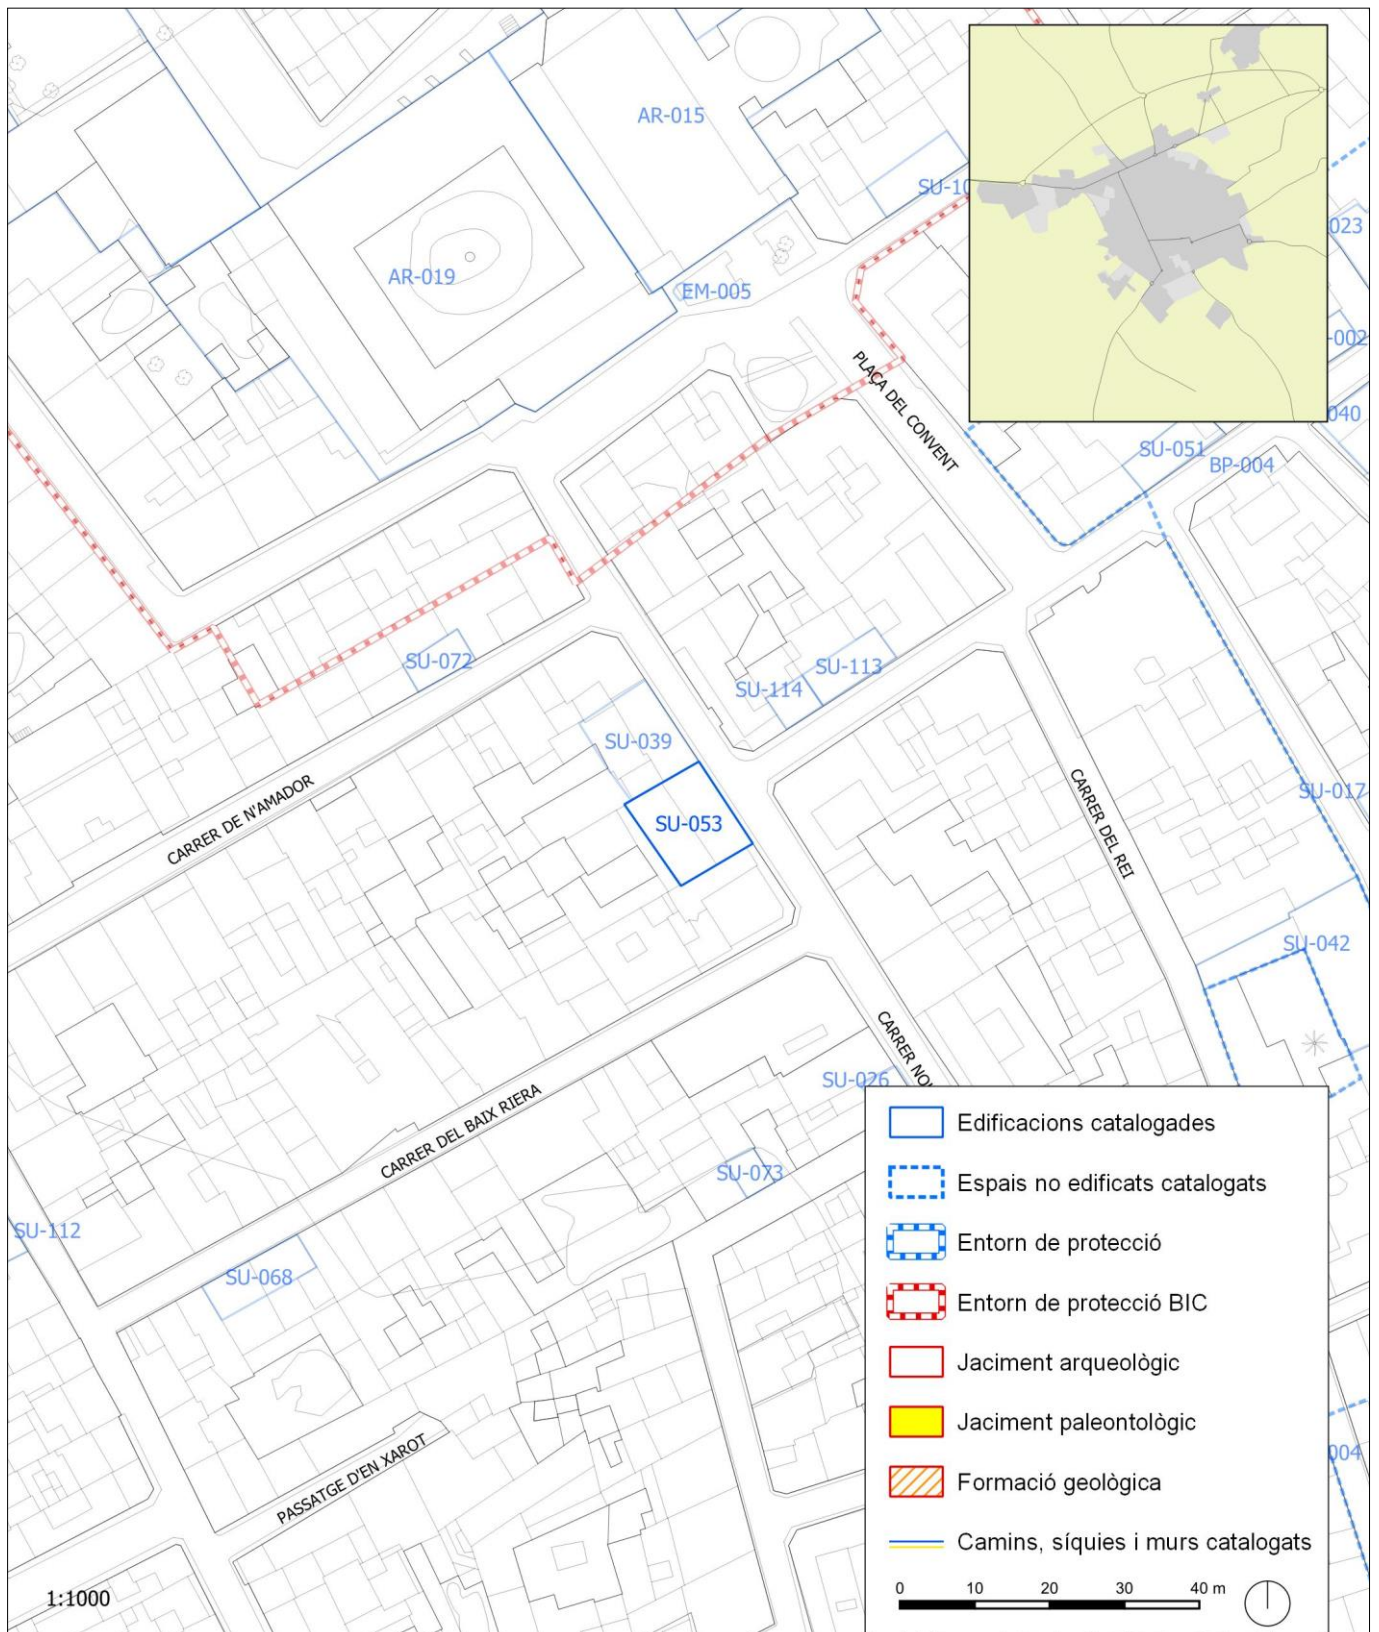 AR-015
SU-10
023
AR-019
EM-005
-002
PLAÇA DEL CONVENT
040
SU-051
BP-004
SU-072
SU-113
SU-114
SU-039
CARRER DE N'AMADOR
CARRER DEL REI
SU-017
SU-053
SU-042
CARRER NO
SU-026
CARRER DEL BAIX RIERA
SU-073
SU-112
SU-068
PASSATGE D'EN XAROT
004
Edificacions catalogades
Espais no edificats catalogats
Entorn de protecció
Entorn de protecció BIC
Jaciment arqueològic
Jaciment paleontològic
Formació geològica
Camins, síquies i murs catalogats
0 10 20 30 40 m
1:1000